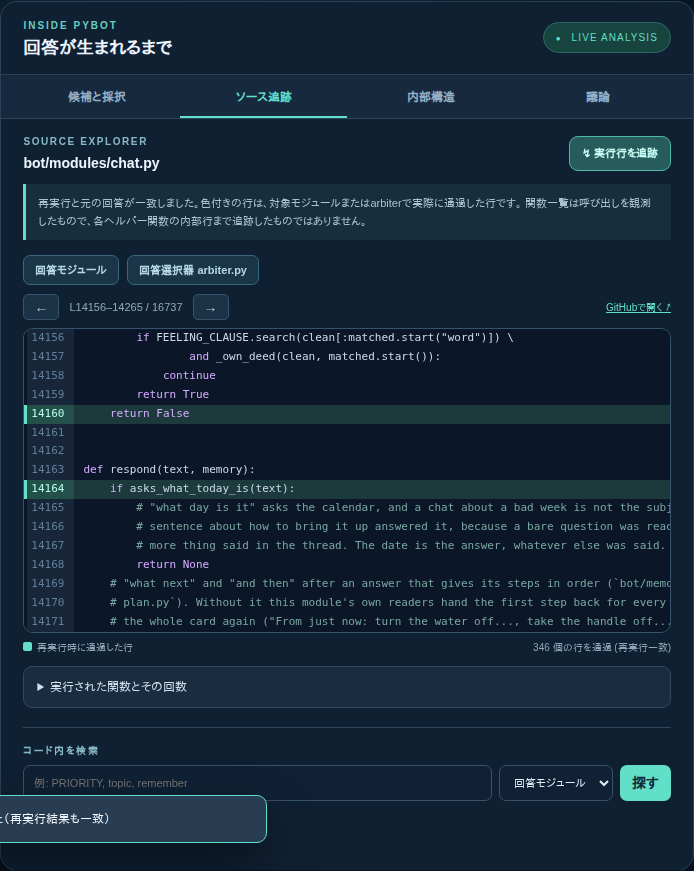 INSIDE PYBOT
回答が生まれるまで
LIVE ANALYSIS
候補と採択
ソース追跡
内部構造
議論
SOURCE EXPLORER
bot/modules/chat.py
↯ 実行行を追跡
再実行と元の回答が一致しました。色付きの行は、対象モジュールまたはarbiterで実際に通過した行です。関数一覧は呼び出しを観測
したもので、各ヘルパー関数の内部行まで追跡したものではありません。
回答モジュール
回答選択器 arbiter.py
← L14156–14265 / 16737 →
GitHubで開く↗
14156 if FEELING_CLAUSE.search(clean[:matched.start("word")]) \
14157 and _own_deed(clean, matched.start()):
14158 continue
14159 return True
14160 return False
14161
14162
14163 def respond(text, memory):
14164 if asks_what_today_is(text):
14165 # "what day is it" asks the calendar, and a chat about a bad week is not the subj
14166 # sentence about how to bring it up answered it, because a bare question was read
14167 # more thing said in the thread. The date is the answer, whatever else was said.
14168 return None
14169 # "what next" and "and then" after an answer that gives its steps in order (`bot/memo
14170 # plan.py`). Without it this module's own readers hand the first step back for every
14171 # the whole card again ("From just now: turn the water off..., take the handle off...
再実行時に通過した行
346 個の行を通過 (再実行一致)
▶ 実行された関数とその回数
コード内を検索
例: PRIORITY, topic, remember
回答モジュール
探す
(再実行結果も一致)